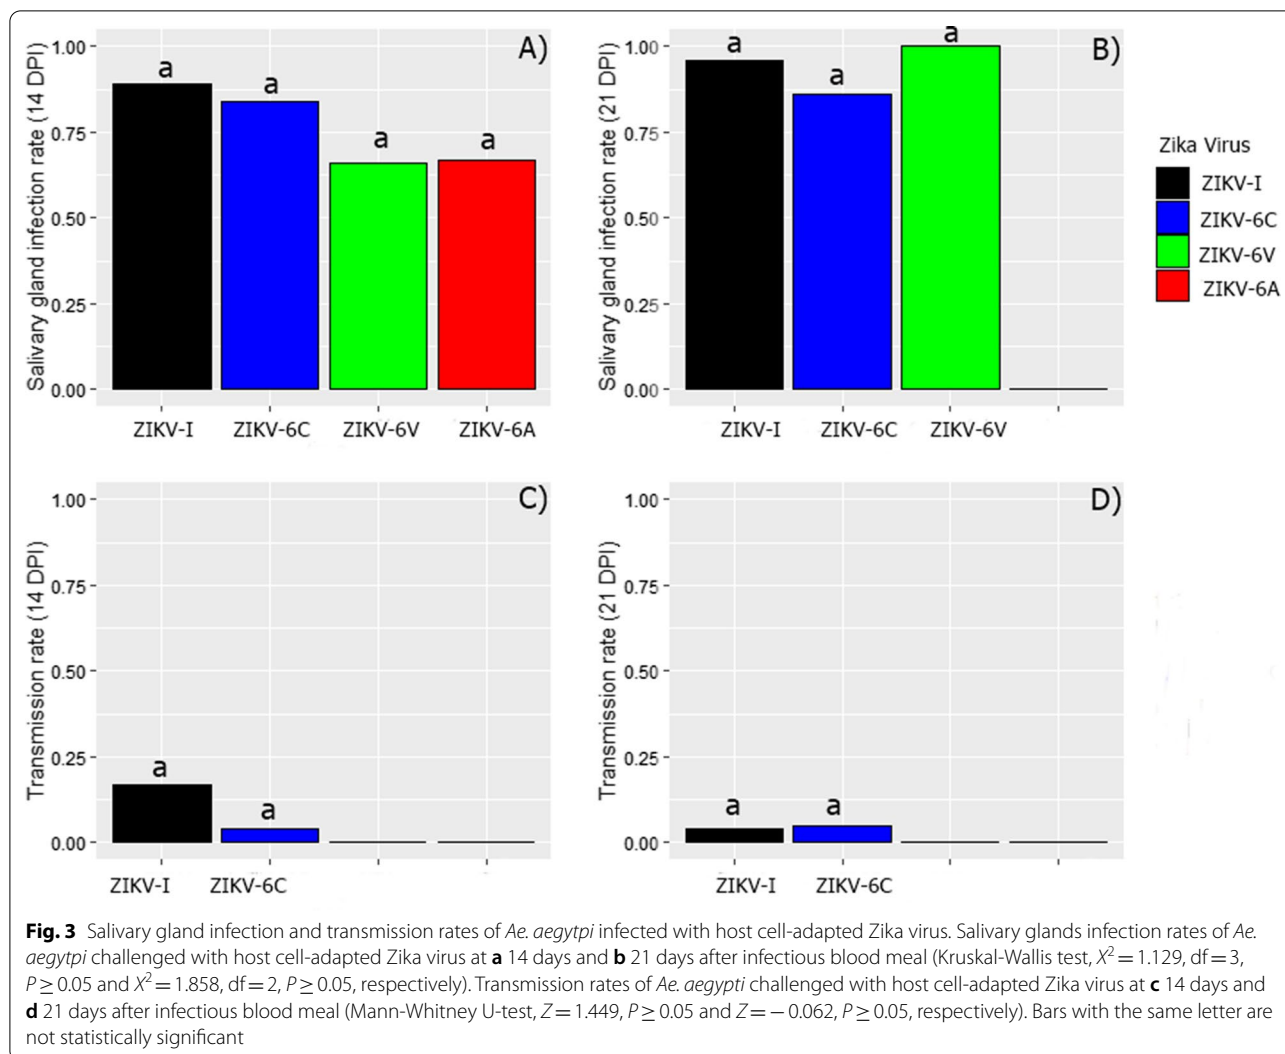 A)
Salivary gland infection rate (14 DPI)
1.00
0.75
0.50
0.25
0.00
a
a
a
a
ZIKV-I
ZIKV-6C
ZIKV-6V
ZIKV-6A
B)
Salivary gland infection rate (21 DPI)
1.00
0.75
0.50
0.25
0.00
a
a
a
ZIKV-I
ZIKV-6C
ZIKV-6V
Zika Virus
ZIKV-I
ZIKV-6C
ZIKV-6V
ZIKV-6A
C)
Transmission rate (14 DPI)
1.00
0.75
0.50
0.25
0.00
a
a
ZIKV-I
ZIKV-6C
D)
Transmission rate (21 DPI)
1.00
0.75
0.50
0.25
0.00
a
a
ZIKV-I
ZIKV-6C
Fig. 3 Salivary gland infection and transmission rates of Ae. aegytpi infected with host cell-adapted Zika virus. Salivary glands infection rates of Ae.
aegytpi challenged with host cell-adapted Zika virus at a 14 days and b 21 days after infectious blood meal (Kruskal-Wallis test, X² = 1.129, df = 3,
P ≥ 0.05 and X² = 1.858, df = 2, P ≥ 0.05, respectively). Transmission rates of Ae. aegypti challenged with host cell-adapted Zika virus at c 14 days and
d 21 days after infectious blood meal (Mann-Whitney U-test, Z = 1.449, P ≥ 0.05 and Z = − 0.062, P ≥ 0.05, respectively). Bars with the same letter are
not statistically significant